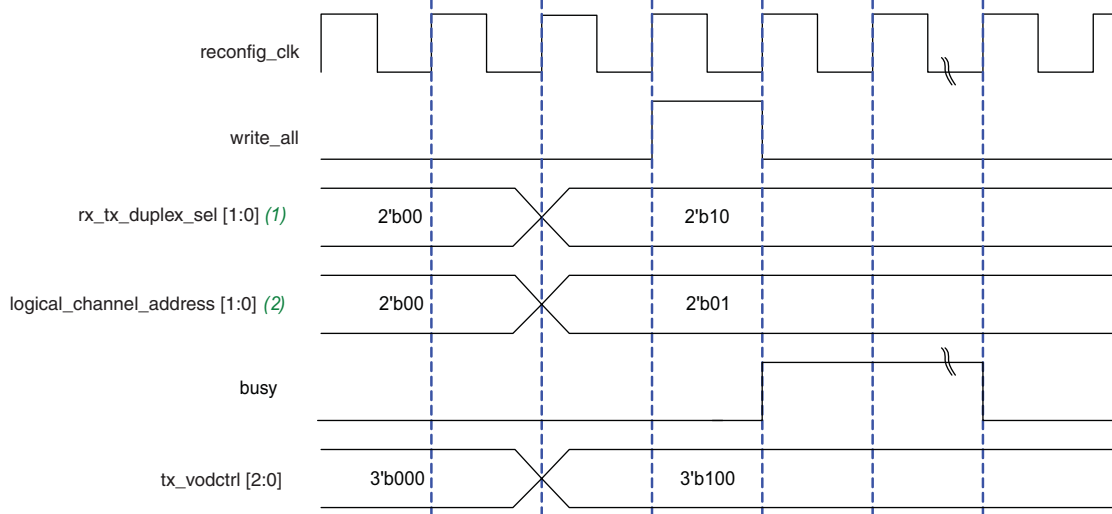 reconfig_clk
write_all
rx_tx_duplex_sel [1:0] (1) 2'b00 2'b10
logical_channel_address [1:0] (2) 2'b00 2'b01
busy
tx_vodctrl [2:0] 3'b000 3'b100